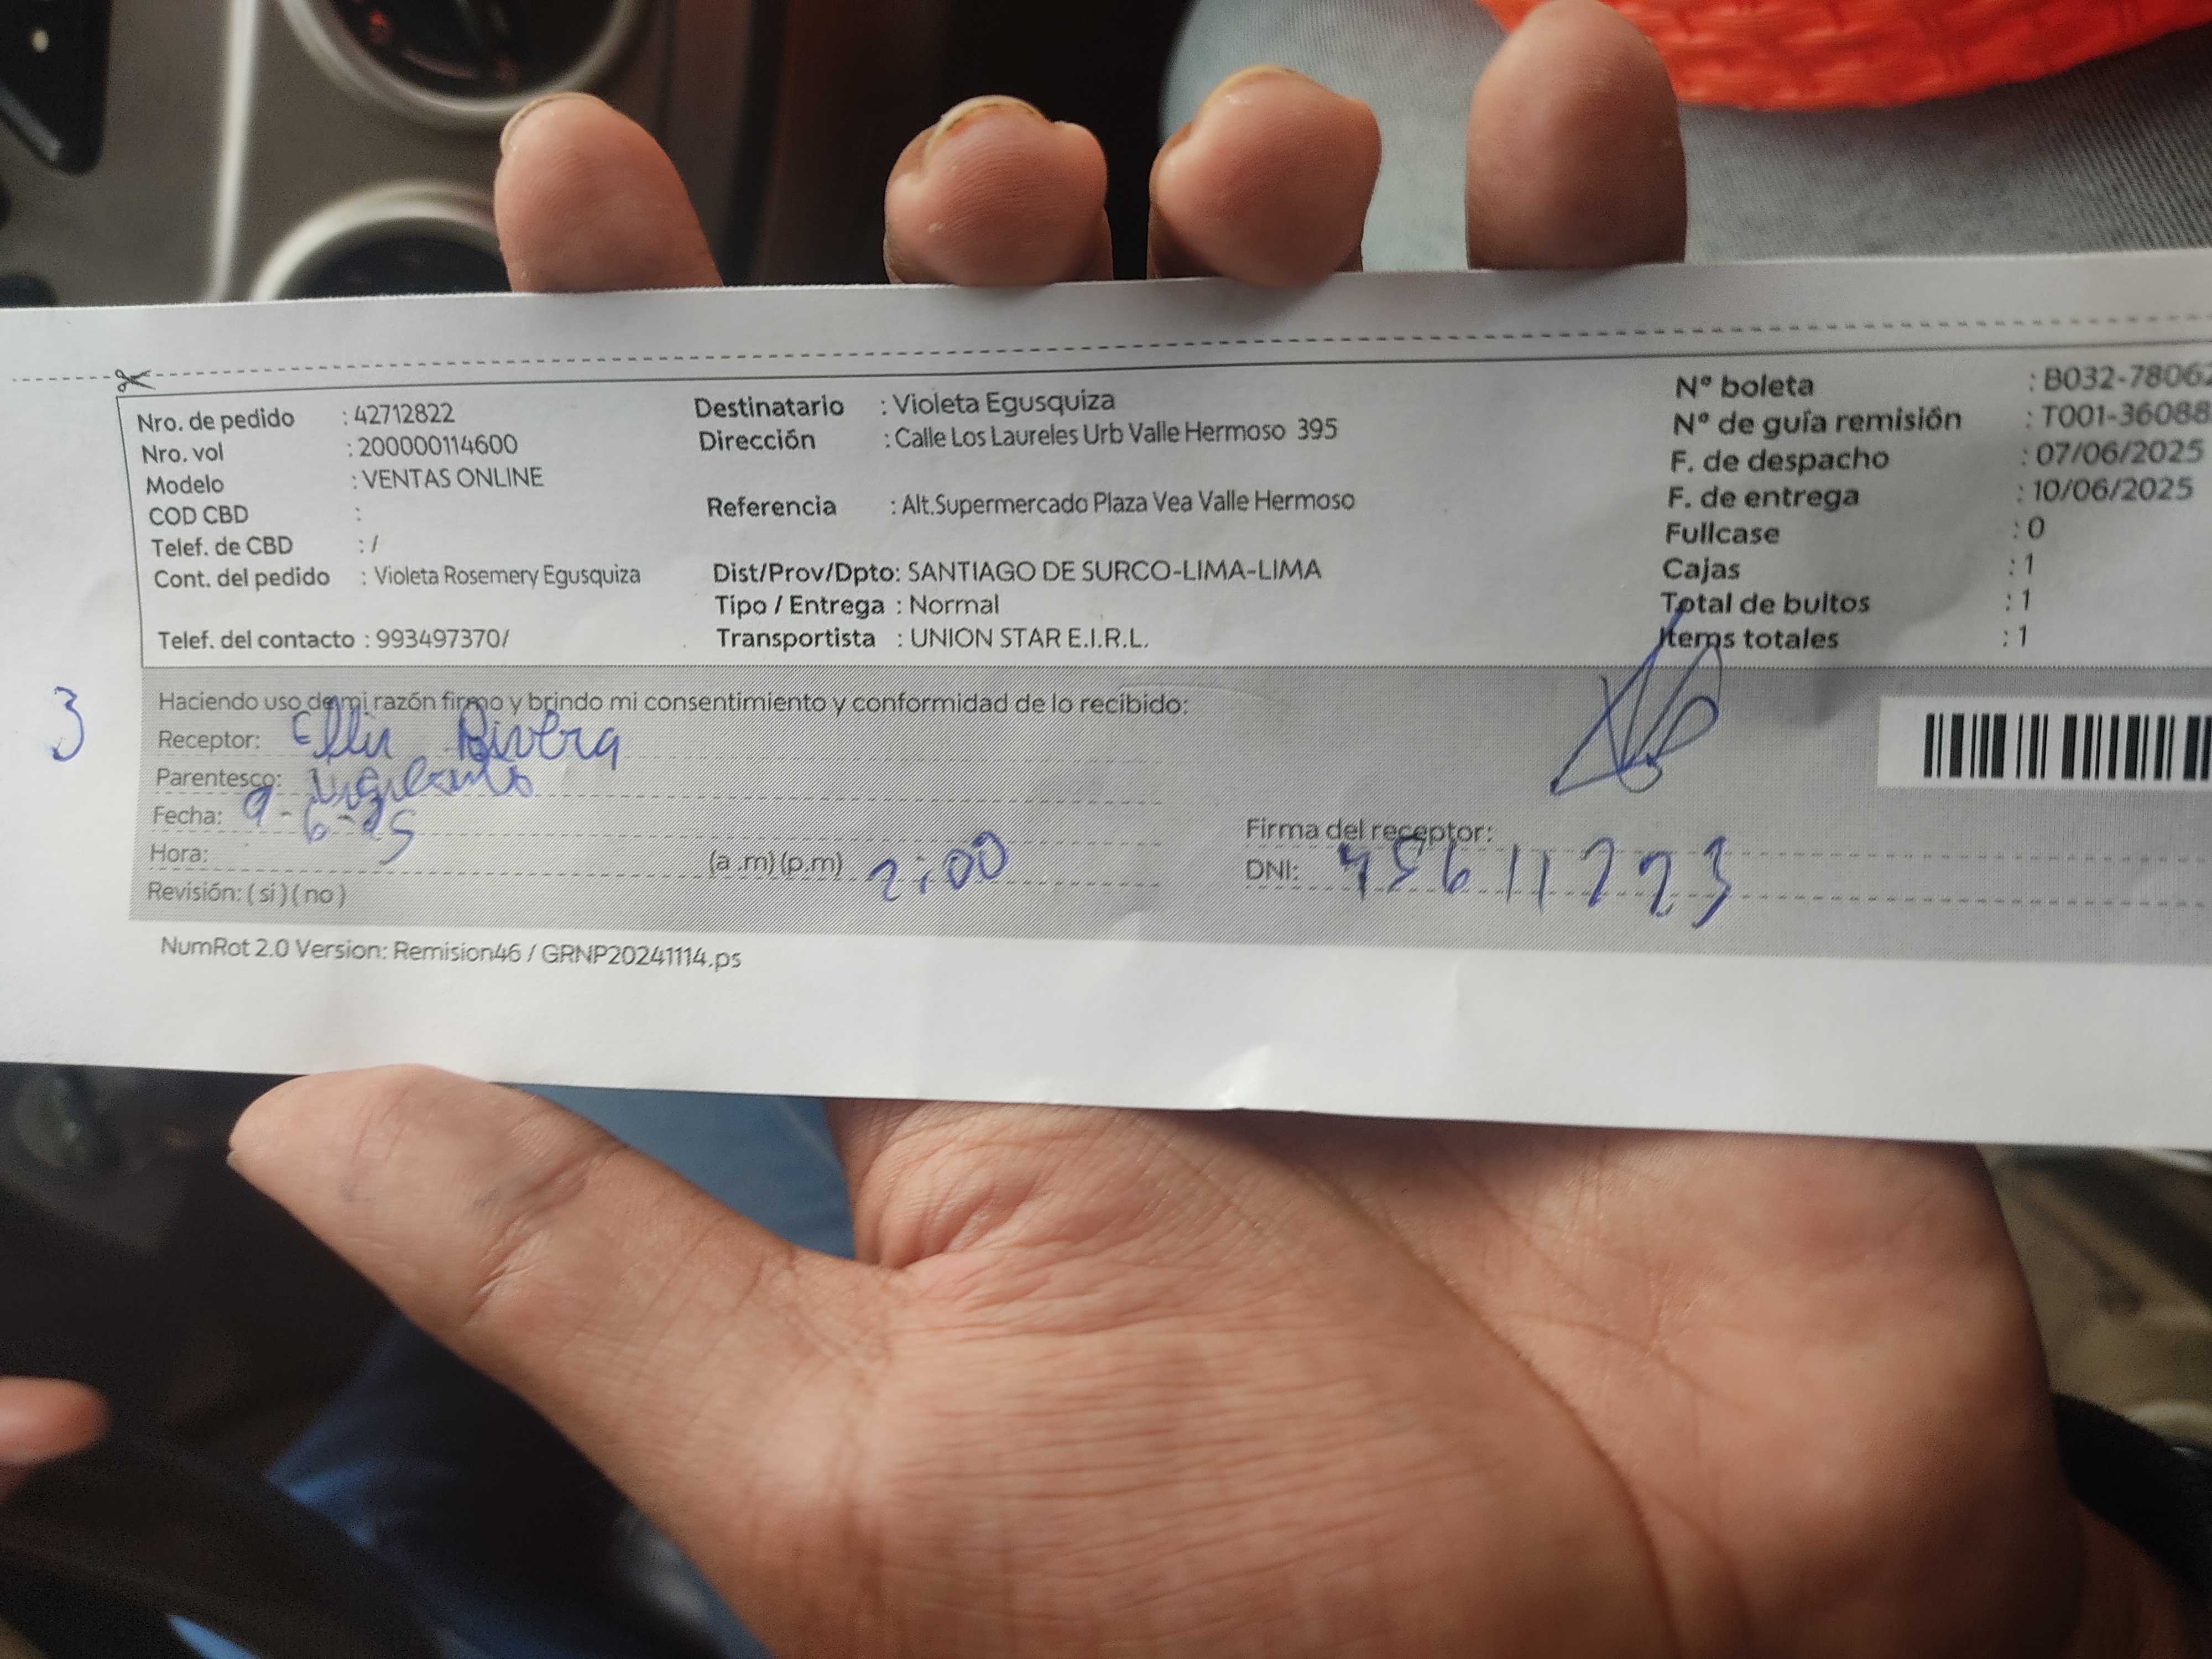 Nro. de pedido : 42712822
Nro. vol : 200000114600
Modelo : VENTAS ONLINE
COD CBD :
Telef. de CBD : /
Cont. del pedido : Violeta Rosemery Egusquiza
Telef. del contacto : 993497370/
Destinatario : Violeta Egusquiza
Dirección : Calle Los Laureles Urb Valle Hermoso 395
Referencia : Alt.Supermercado Plaza Vea Valle Hermoso
Dist/Prov/Dpto: SANTIAGO DE SURCO-LIMA-LIMA
Tipo / Entrega : Normal
Transportista : UNION STAR E.I.R.L.
N° boleta : B032-78062
N° de guía remisión : T001-36088
F. de despacho : 07/06/2025
F. de entrega : 10/06/2025
Fullcase : 0
Cajas : 1
Total de bultos : 1
Items totales : 1
3
Haciendo uso de mi razón firmo y brindo mi consentimiento y conformidad de lo recibido:
Receptor: Rivera
Parentesco: Vigilante
Fecha: 9-6-25
Hora: (a .m) (p.m) 2:00
Revisión: ( si ) ( no )
Firma del receptor:
DNI: 45611223
NumRot 2.0 Version: Remision46 / GRNP20241114.ps